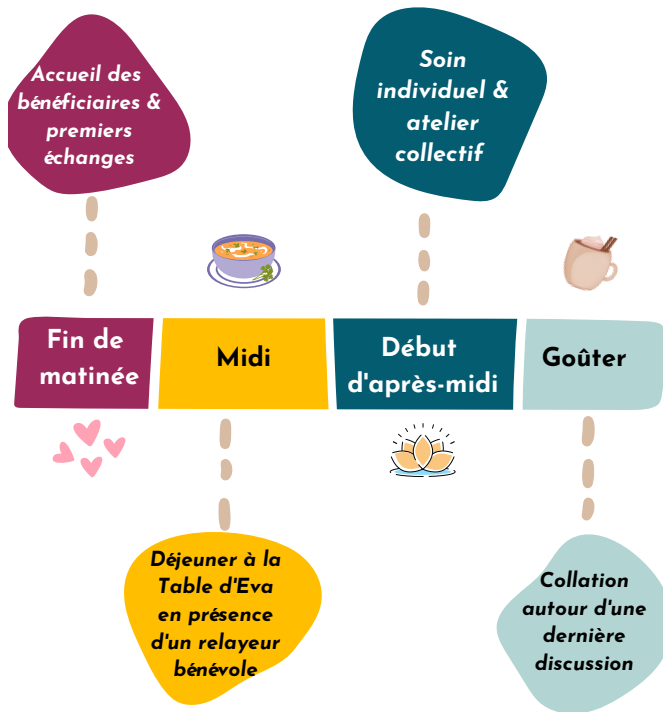 Accueil des
bénéficiaires &
premiers
échanges
Soin
individuel &
atelier
collectif
Fin de
matinée
Midi
Début
d'après-midi
Goûter
Déjeuner à la
Table d'Eva
en présence
d'un relayeur
bénévole
Collation
autour d'une
dernière
discussion